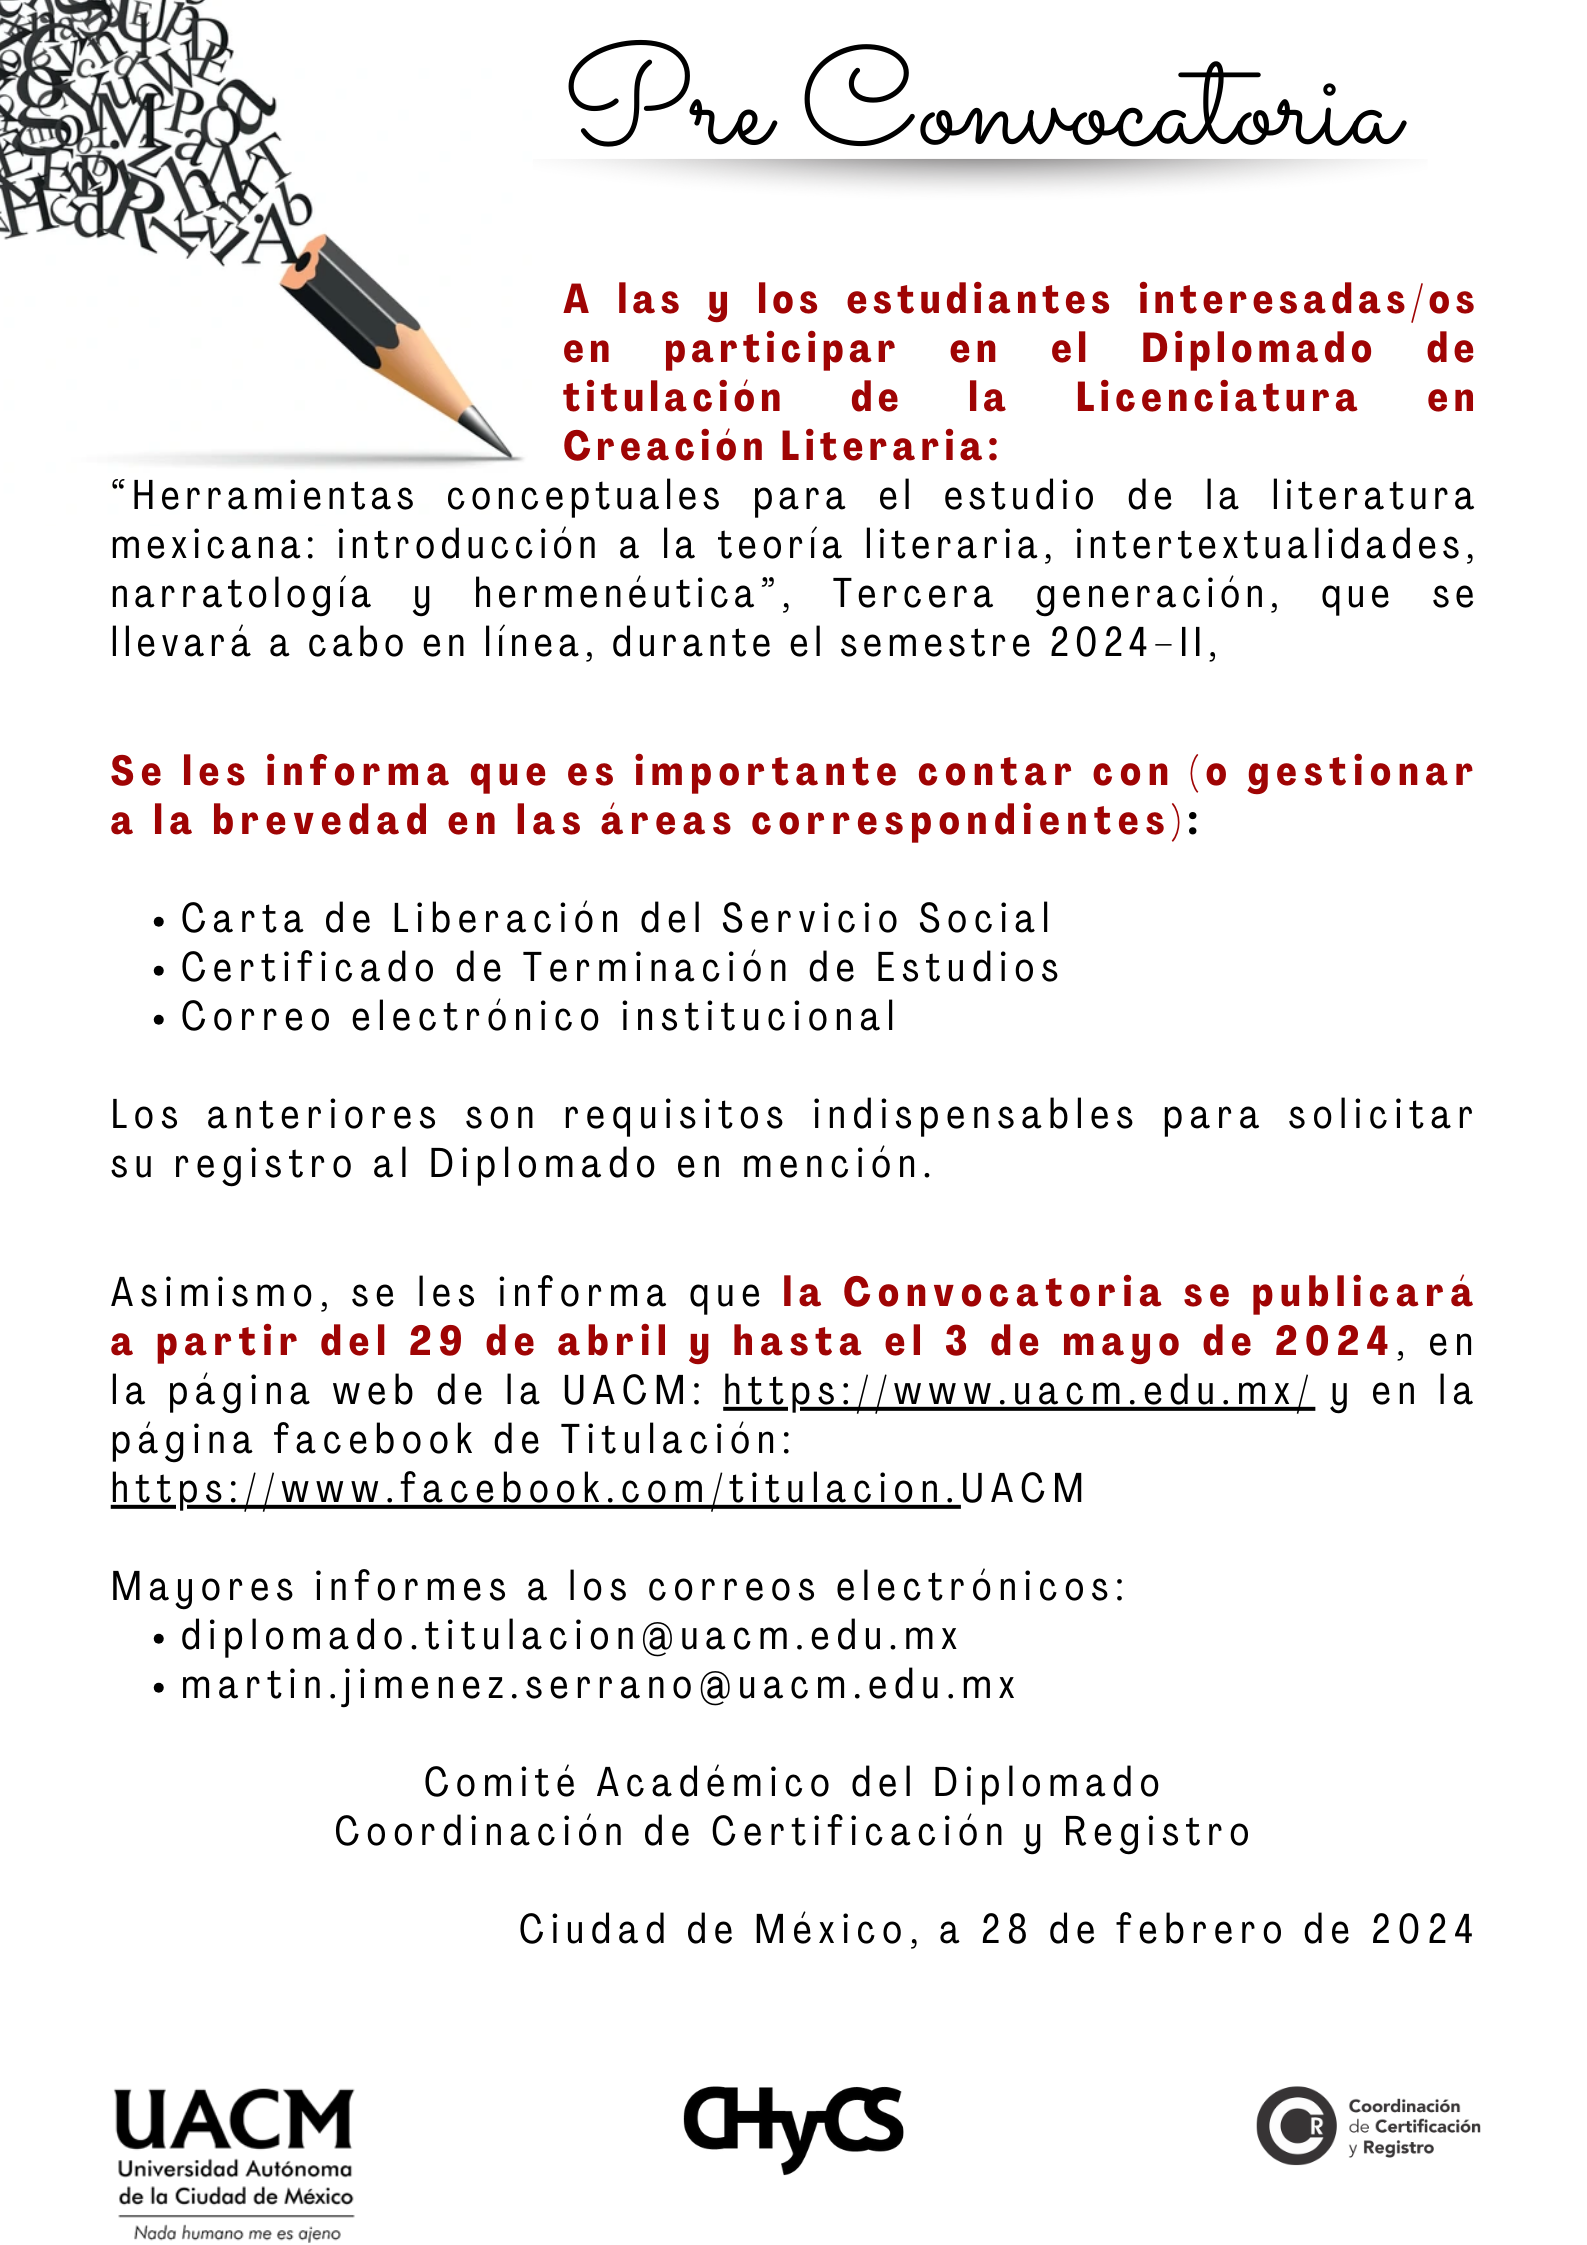 Pre Convocatoria
A las y los estudiantes interesadas/os
en participar en el Diplomado de
titulación de la Licenciatura en
Creación Literaria:
“Herramientas conceptuales para el estudio de la literatura
mexicana: introducción a la teoría literaria, intertextualidades,
narratología y hermenéutica”, Tercera generación, que se
llevará a cabo en línea, durante el semestre 2024-II,
Se les informa que es importante contar con (o gestionar
a la brevedad en las áreas correspondientes):
• Carta de Liberación del Servicio Social
• Certificado de Terminación de Estudios
• Correo electrónico institucional
Los anteriores son requisitos indispensables para solicitar
su registro al Diplomado en mención.
Asimismo, se les informa que la Convocatoria se publicará
a partir del 29 de abril y hasta el 3 de mayo de 2024, en
la página web de la UACM: https://www.uacm.edu.mx/ y en la
página facebook de Titulación:
https://www.facebook.com/titulacion.UACM
Mayores informes a los correos electrónicos:
• diplomado.titulacion@uacm.edu.mx
• martin.jimenez.serrano@uacm.edu.mx
Comité Académico del Diplomado
Coordinación de Certificación y Registro
Ciudad de México, a 28 de febrero de 2024
UACM
Universidad Autónoma
de la Ciudad de México
Nada humano me es ajeno
CHyCS
CR
Coordinación
de Certificación
y Registro